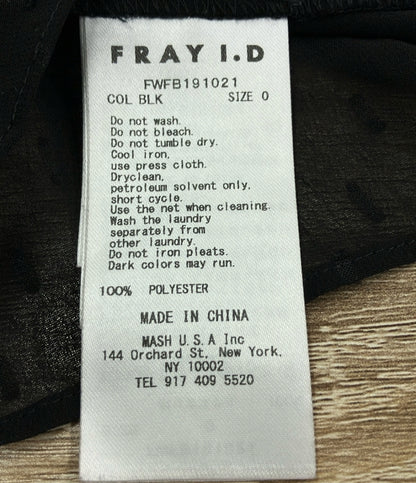 FRAY I.D
FWFB191021
COL BLK SIZE 0
Do not wash.
Do not bleach.
Do not tumble dry.
Cool iron,
use press cloth.
Dryclean,
petroleum solvent only,
short cycle.
Use the net when cleaning.
Wash the laundry
separately from
other laundry.
Do not iron pleats.
Dark colors may run.
100% POLYESTER
MADE IN CHINA
MASH U.S.A Inc
144 Orchard St, New York,
NY 10002
TEL 917 409 5520